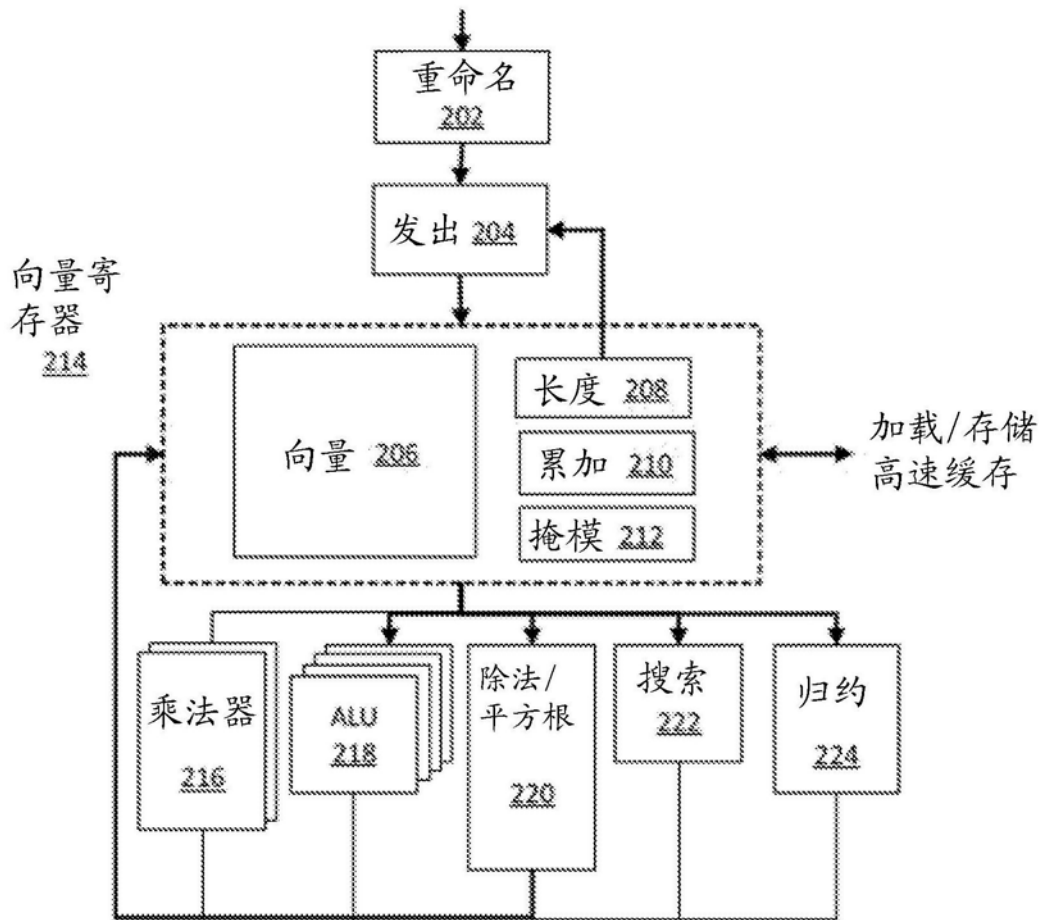 重命名
202
发出 204
向量寄
存器
214
向量 206
长度 208
累加 210
掩模 212
加载/存储
高速缓存
乘法器
216
ALU
218
除法/
平方根
220
搜索
222
归约
224